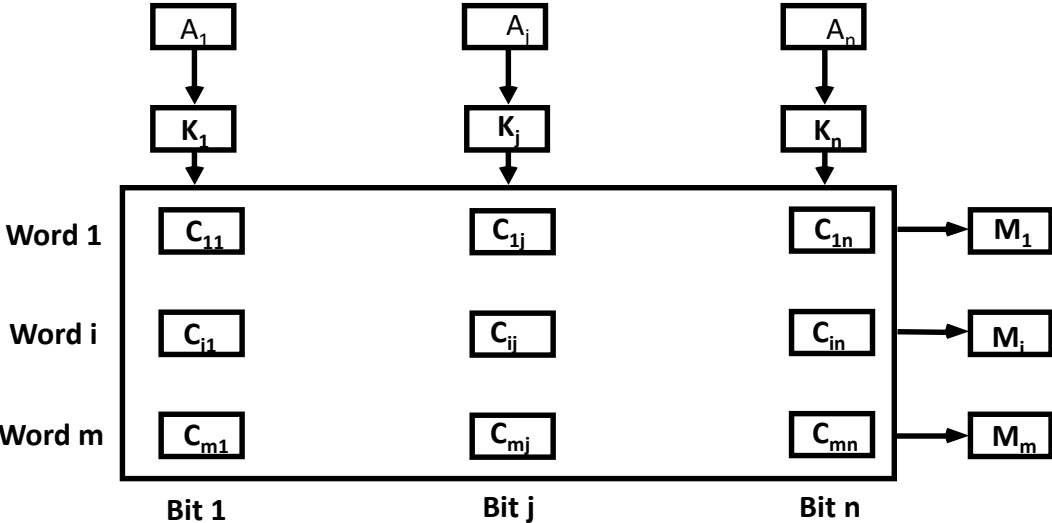 A₁ Aⱼ Aₙ
K₁ Kⱼ Kₙ
Word 1 C₁₁ C₁ⱼ C₁ₙ M₁
Word i Cᵢ₁ Cᵢⱼ Cᵢₙ Mᵢ
Word m Cₘ₁ Cₘⱼ Cₘₙ Mₘ
Bit 1 Bit j Bit n